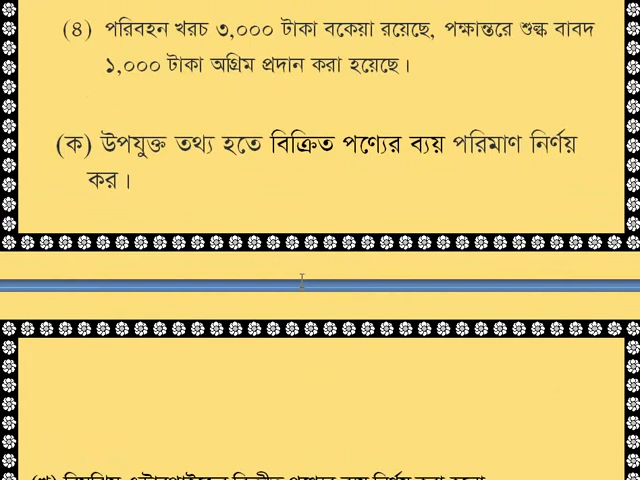 (৪) পরিবহন খরচ ৩,০০০ টাকা বকেয়া রয়েছে, পক্ষান্তরে শুল্ক বাবদ
১,০০০ টাকা অগ্রিম প্রদান করা হয়েছে।
(ক) উপযুক্ত তথ্য হতে বিক্রিত পণ্যের ব্যয় পরিমাণ নির্ণয়
কর।